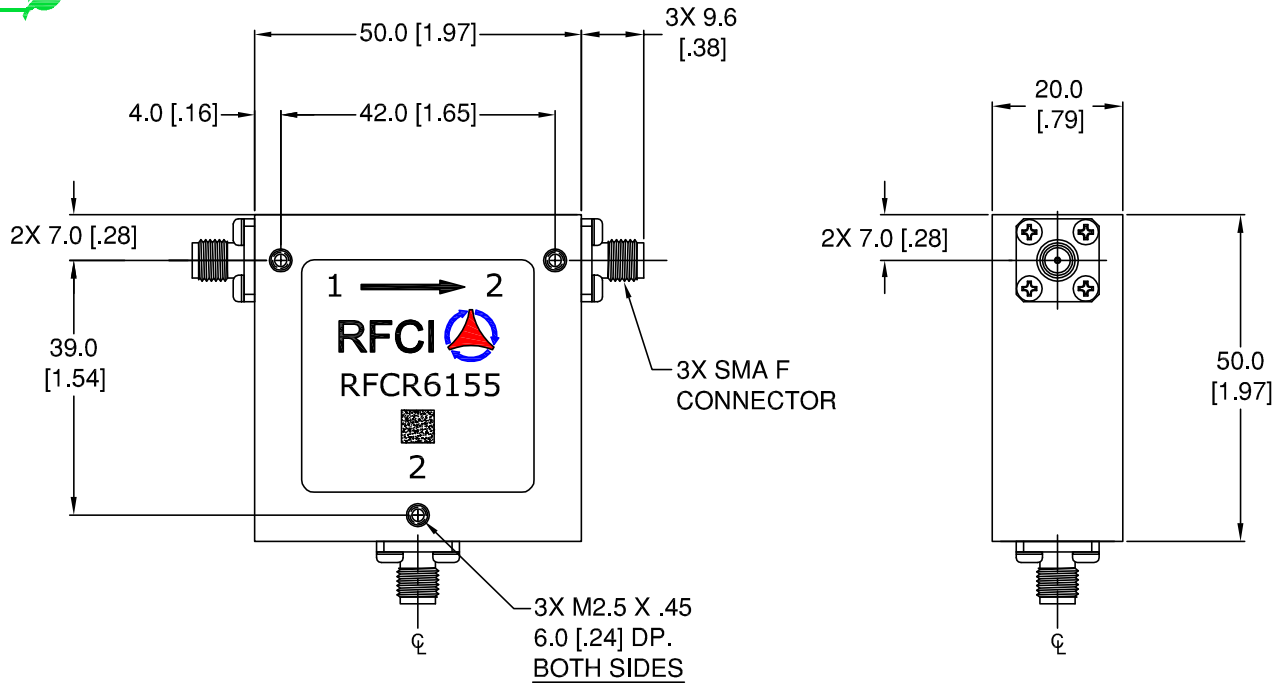 50.0 [1.97]
3X 9.6
[.38]
4.0 [.16]
42.0 [1.65]
2X 7.0 [.28]
39.0
[1.54]
1 2
RFCI
RFCR6155
2
3X SMA F
CONNECTOR
3X M2.5 X .45
6.0 [.24] DP.
BOTH SIDES
℄
20.0
[.79]
2X 7.0 [.28]
50.0
[1.97]
℄